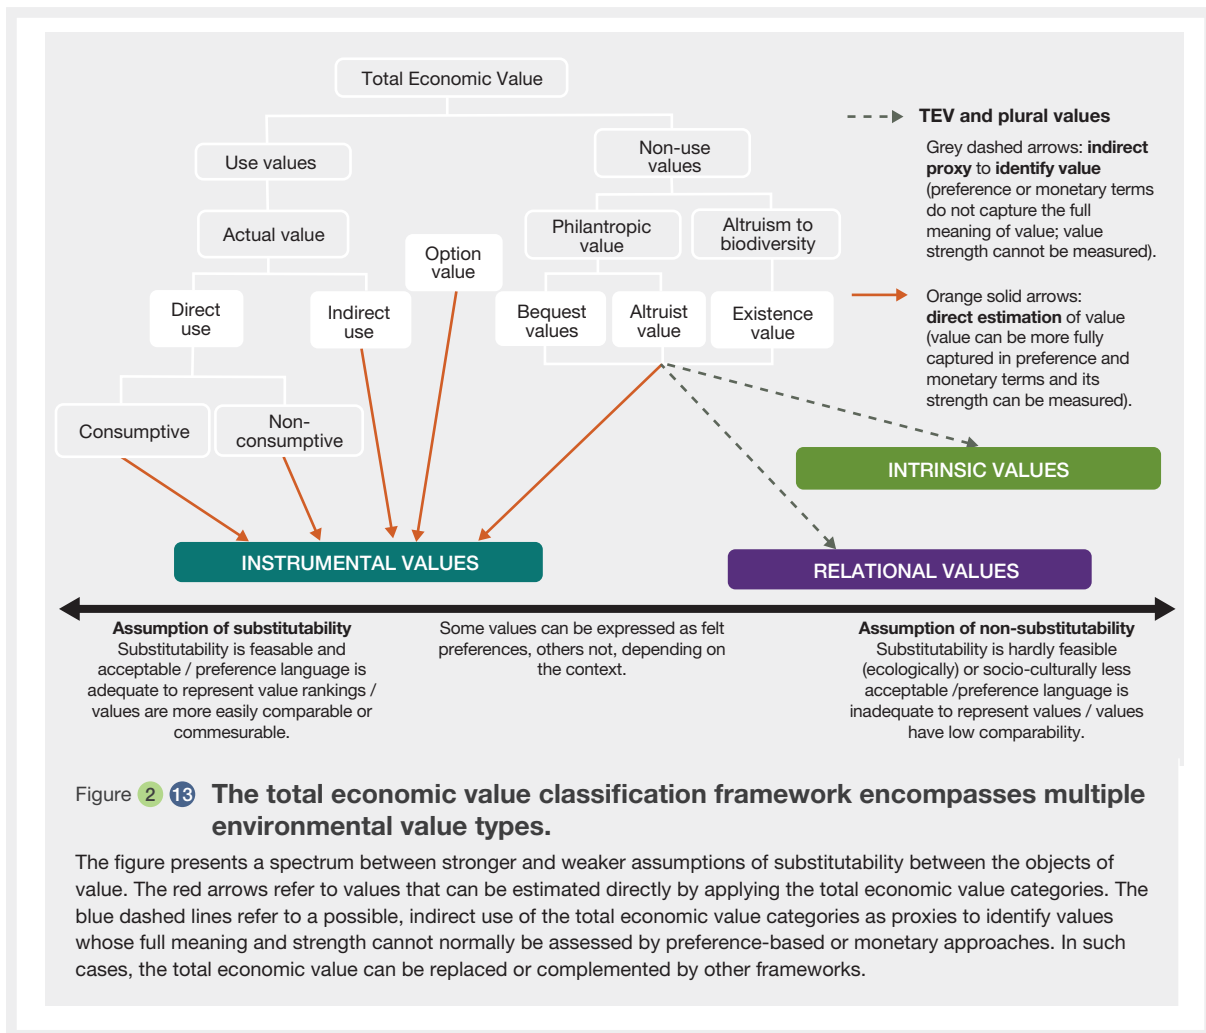 Total Economic Value
Use values
Non-use
values
Actual value
Option
value
Philantropic
value
Altruism to
biodiversity
Direct
use
Indirect
use
Bequest
values
Altruist
value
Existence
value
Consumptive
Non-
consumptive
TEV and plural values
Grey dashed arrows: indirect
proxy to identify value
(preference or monetary terms
do not capture the full
meaning of value; value
strength cannot be measured).
Orange solid arrows:
direct estimation of value
(value can be more fully
captured in preference and
monetary terms and its
strength can be measured).
INTRINSIC VALUES
INSTRUMENTAL VALUES
RELATIONAL VALUES
Assumption of substitutability
Substitutability is feasable and
acceptable / preference language is
adequate to represent value rankings /
values are more easily comparable or
commesurable.
Some values can be expressed as felt
preferences, others not, depending on
the context.
Assumption of non-substitutability
Substitutability is hardly feasible
(ecologically) or socio-culturally less
acceptable /preference language is
inadequate to represent values / values
have low comparability.
Figure 2 13 The total economic value classification framework encompasses multiple
environmental value types.
The figure presents a spectrum between stronger and weaker assumptions of substitutability between the objects of
value. The red arrows refer to values that can be estimated directly by applying the total economic value categories. The
blue dashed lines refer to a possible, indirect use of the total economic value categories as proxies to identify values
whose full meaning and strength cannot normally be assessed by preference-based or monetary approaches. In such
cases, the total economic value can be replaced or complemented by other frameworks.